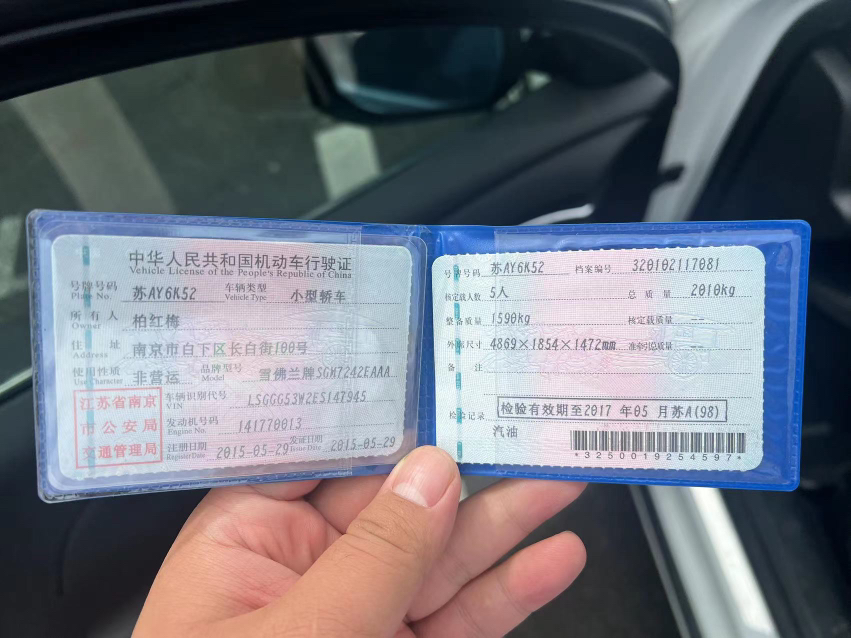 中华人民共和国机动车行驶证
Vehicle License of the People's Republic of China
号牌号码 苏AY6K52 车辆类型 小型轿车
Plate No. Vehicle Type
所有人 柏红梅
Owner
住址 南京市白下区长白街100号
Address
使用性质 非营运 品牌型号 雪佛兰牌SGM7242EAAA
Use Character Model
江苏省南京
市公安局
交通管理局
车辆识别代号 LSGGG53W2ES147945
VIN
发动机号码 141770013
Engine No.
注册日期 2015-05-29 发证日期 2015-05-29
Register Date Issue Date
号牌号码 苏AY6K52 档案编号 320102117081
核定载人数 5人 总质量 2010kg
整备质量 1590kg 核定载质量 --
外廓尺寸 4869×1854×1472mm 准牵引总质量 --
备注
检验记录 检验有效期至2017年05月苏A(98)
汽油
*3250019254597*